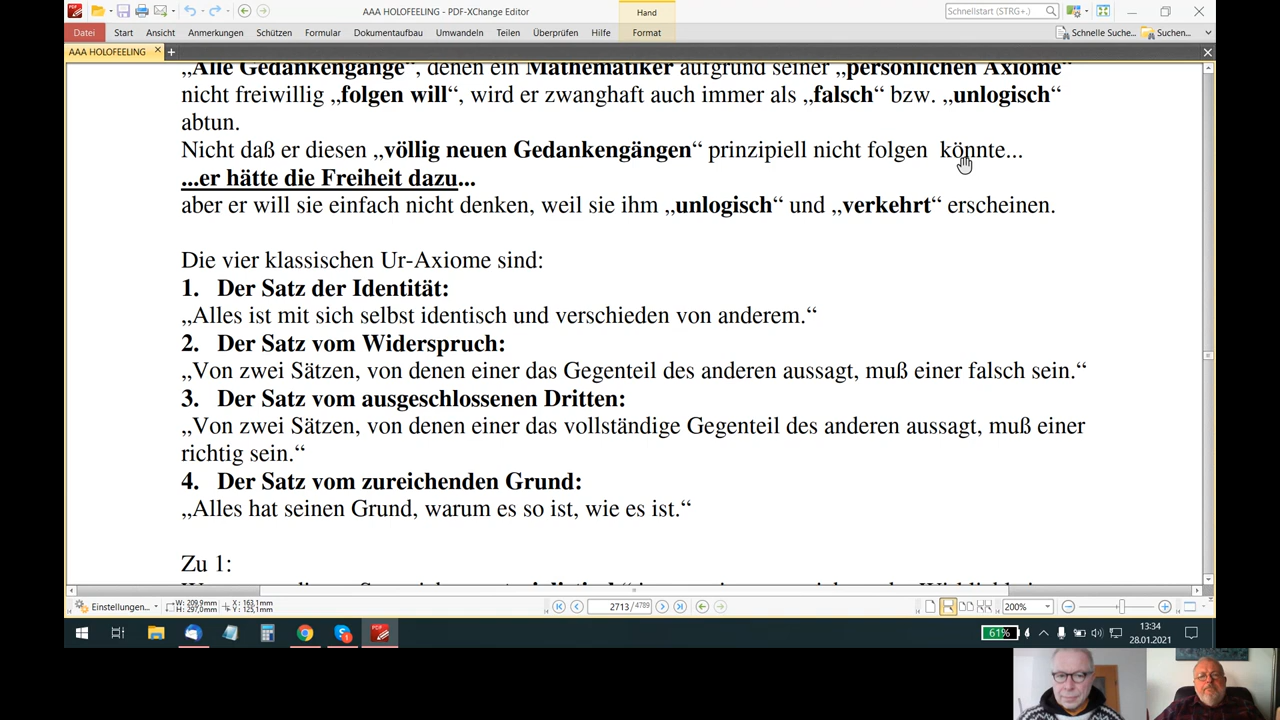 AAA HOLOFEELING - PDF-XChange Editor
Hand
Schnellstart (STRG+.)
Datei Start Ansicht Anmerkungen Schützen Formular Dokumentaufbau Umwandeln Teilen Überprüfen Hilfe Format Schnelle Suche... Suchen...
AAA HOLOFEELING
„Alle Gedankengänge“, denen ein Mathematiker aufgrund seiner „persönlichen Axiome“
nicht freiwillig „folgen will“, wird er zwanghaft auch immer als „falsch“ bzw. „unlogisch“
abtun.
Nicht daß er diesen „völlig neuen Gedankengängen“ prinzipiell nicht folgen könnte...
...er hätte die Freiheit dazu...
aber er will sie einfach nicht denken, weil sie ihm „unlogisch“ und „verkehrt“ erscheinen.
Die vier klassischen Ur-Axiome sind:
1. Der Satz der Identität:
„Alles ist mit sich selbst identisch und verschieden von anderem.“
2. Der Satz vom Widerspruch:
„Von zwei Sätzen, von denen einer das Gegenteil des anderen aussagt, muß einer falsch sein.“
3. Der Satz vom ausgeschlossenen Dritten:
„Von zwei Sätzen, von denen einer das vollständige Gegenteil des anderen aussagt, muß einer
richtig sein.“
4. Der Satz vom zureichenden Grund:
„Alles hat seinen Grund, warum es so ist, wie es ist.“
Zu 1:
Einstellungen... W: 209,9mm X: 163,1mm 2713 / 4789 200%
H: 297,0mm Y: 125,1mm
61% 13:34
28.01.2021